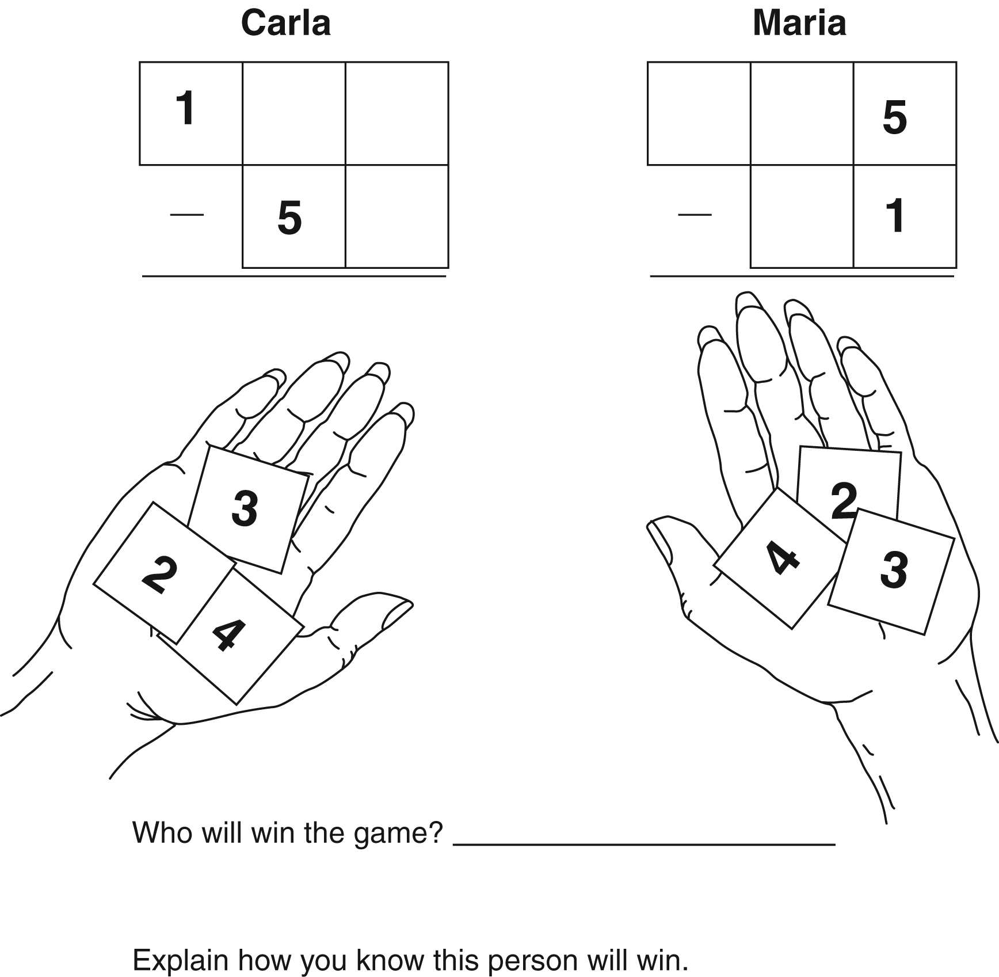 Carla
Maria
1
5
— 5
— 1
3
2
4
2
4
3
Who will win the game? ____________________
Explain how you know this person will win.